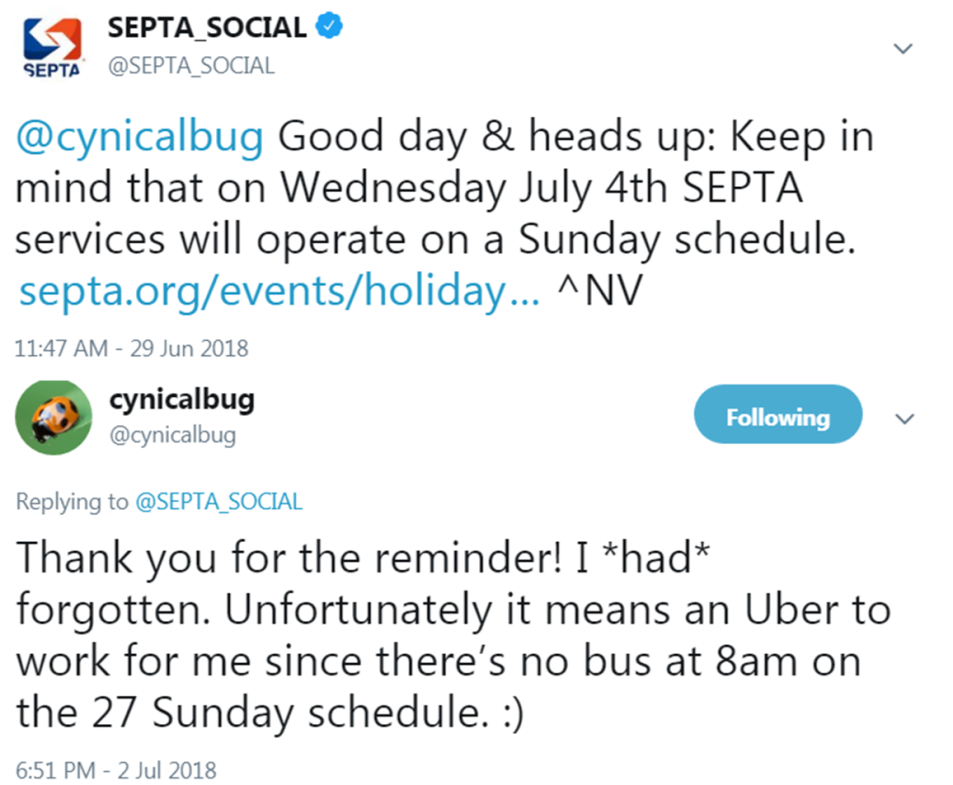 SEPTA_SOCIAL
SEPTA
@SEPTA_SOCIAL
@cynicalbug Good day & heads up: Keep in
mind that on Wednesday July 4th SEPTA
services will operate on a Sunday schedule.
septa.org/events/holiday... ^NV
11:47 AM - 29 Jun 2018
cynicalbug
@cynicalbug
Following
Replying to @SEPTA_SOCIAL
Thank you for the reminder! I *had*
forgotten. Unfortunately it means an Uber to
work for me since there's no bus at 8am on
the 27 Sunday schedule. :)
6:51 PM - 2 Jul 2018